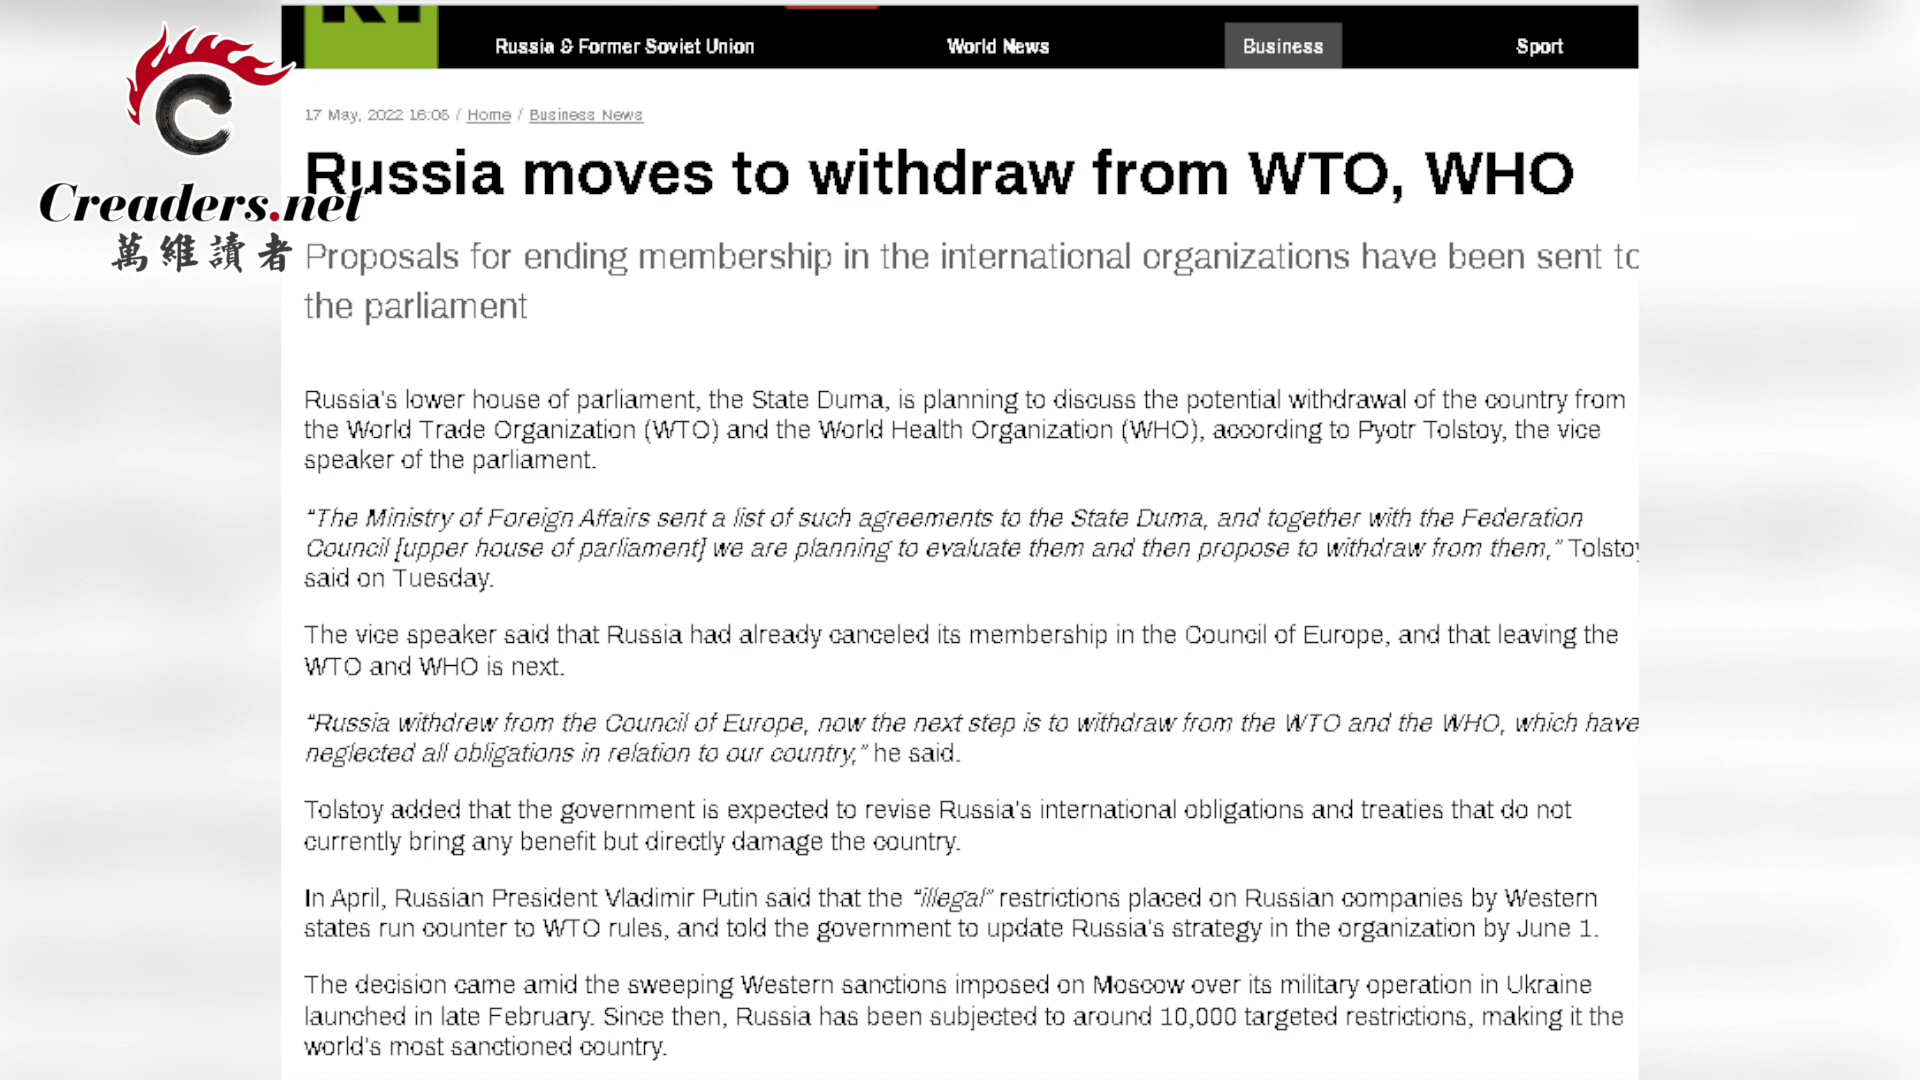 Russia & Former Soviet Union World News Business Sport
17 May, 2022 16:05 / Home / Business News
Russia moves to withdraw from WTO, WHO
Creaders.net
萬維讀者
Proposals for ending membership in the international organizations have been sent to
the parliament
Russia's lower house of parliament, the State Duma, is planning to discuss the potential withdrawal of the country from
the World Trade Organization (WTO) and the World Health Organization (WHO), according to Pyotr Tolstoy, the vice
speaker of the parliament.
“The Ministry of Foreign Affairs sent a list of such agreements to the State Duma, and together with the Federation
Council [upper house of parliament] we are planning to evaluate them and then propose to withdraw from them,” Tolstoy
said on Tuesday.
The vice speaker said that Russia had already canceled its membership in the Council of Europe, and that leaving the
WTO and WHO is next.
“Russia withdrew from the Council of Europe, now the next step is to withdraw from the WTO and the WHO, which have
neglected all obligations in relation to our country,” he said.
Tolstoy added that the government is expected to revise Russia's international obligations and treaties that do not
currently bring any benefit but directly damage the country.
In April, Russian President Vladimir Putin said that the “illegal” restrictions placed on Russian companies by Western
states run counter to WTO rules, and told the government to update Russia's strategy in the organization by June 1.
The decision came amid the sweeping Western sanctions imposed on Moscow over its military operation in Ukraine
launched in late February. Since then, Russia has been subjected to around 10,000 targeted restrictions, making it the
world's most sanctioned country.